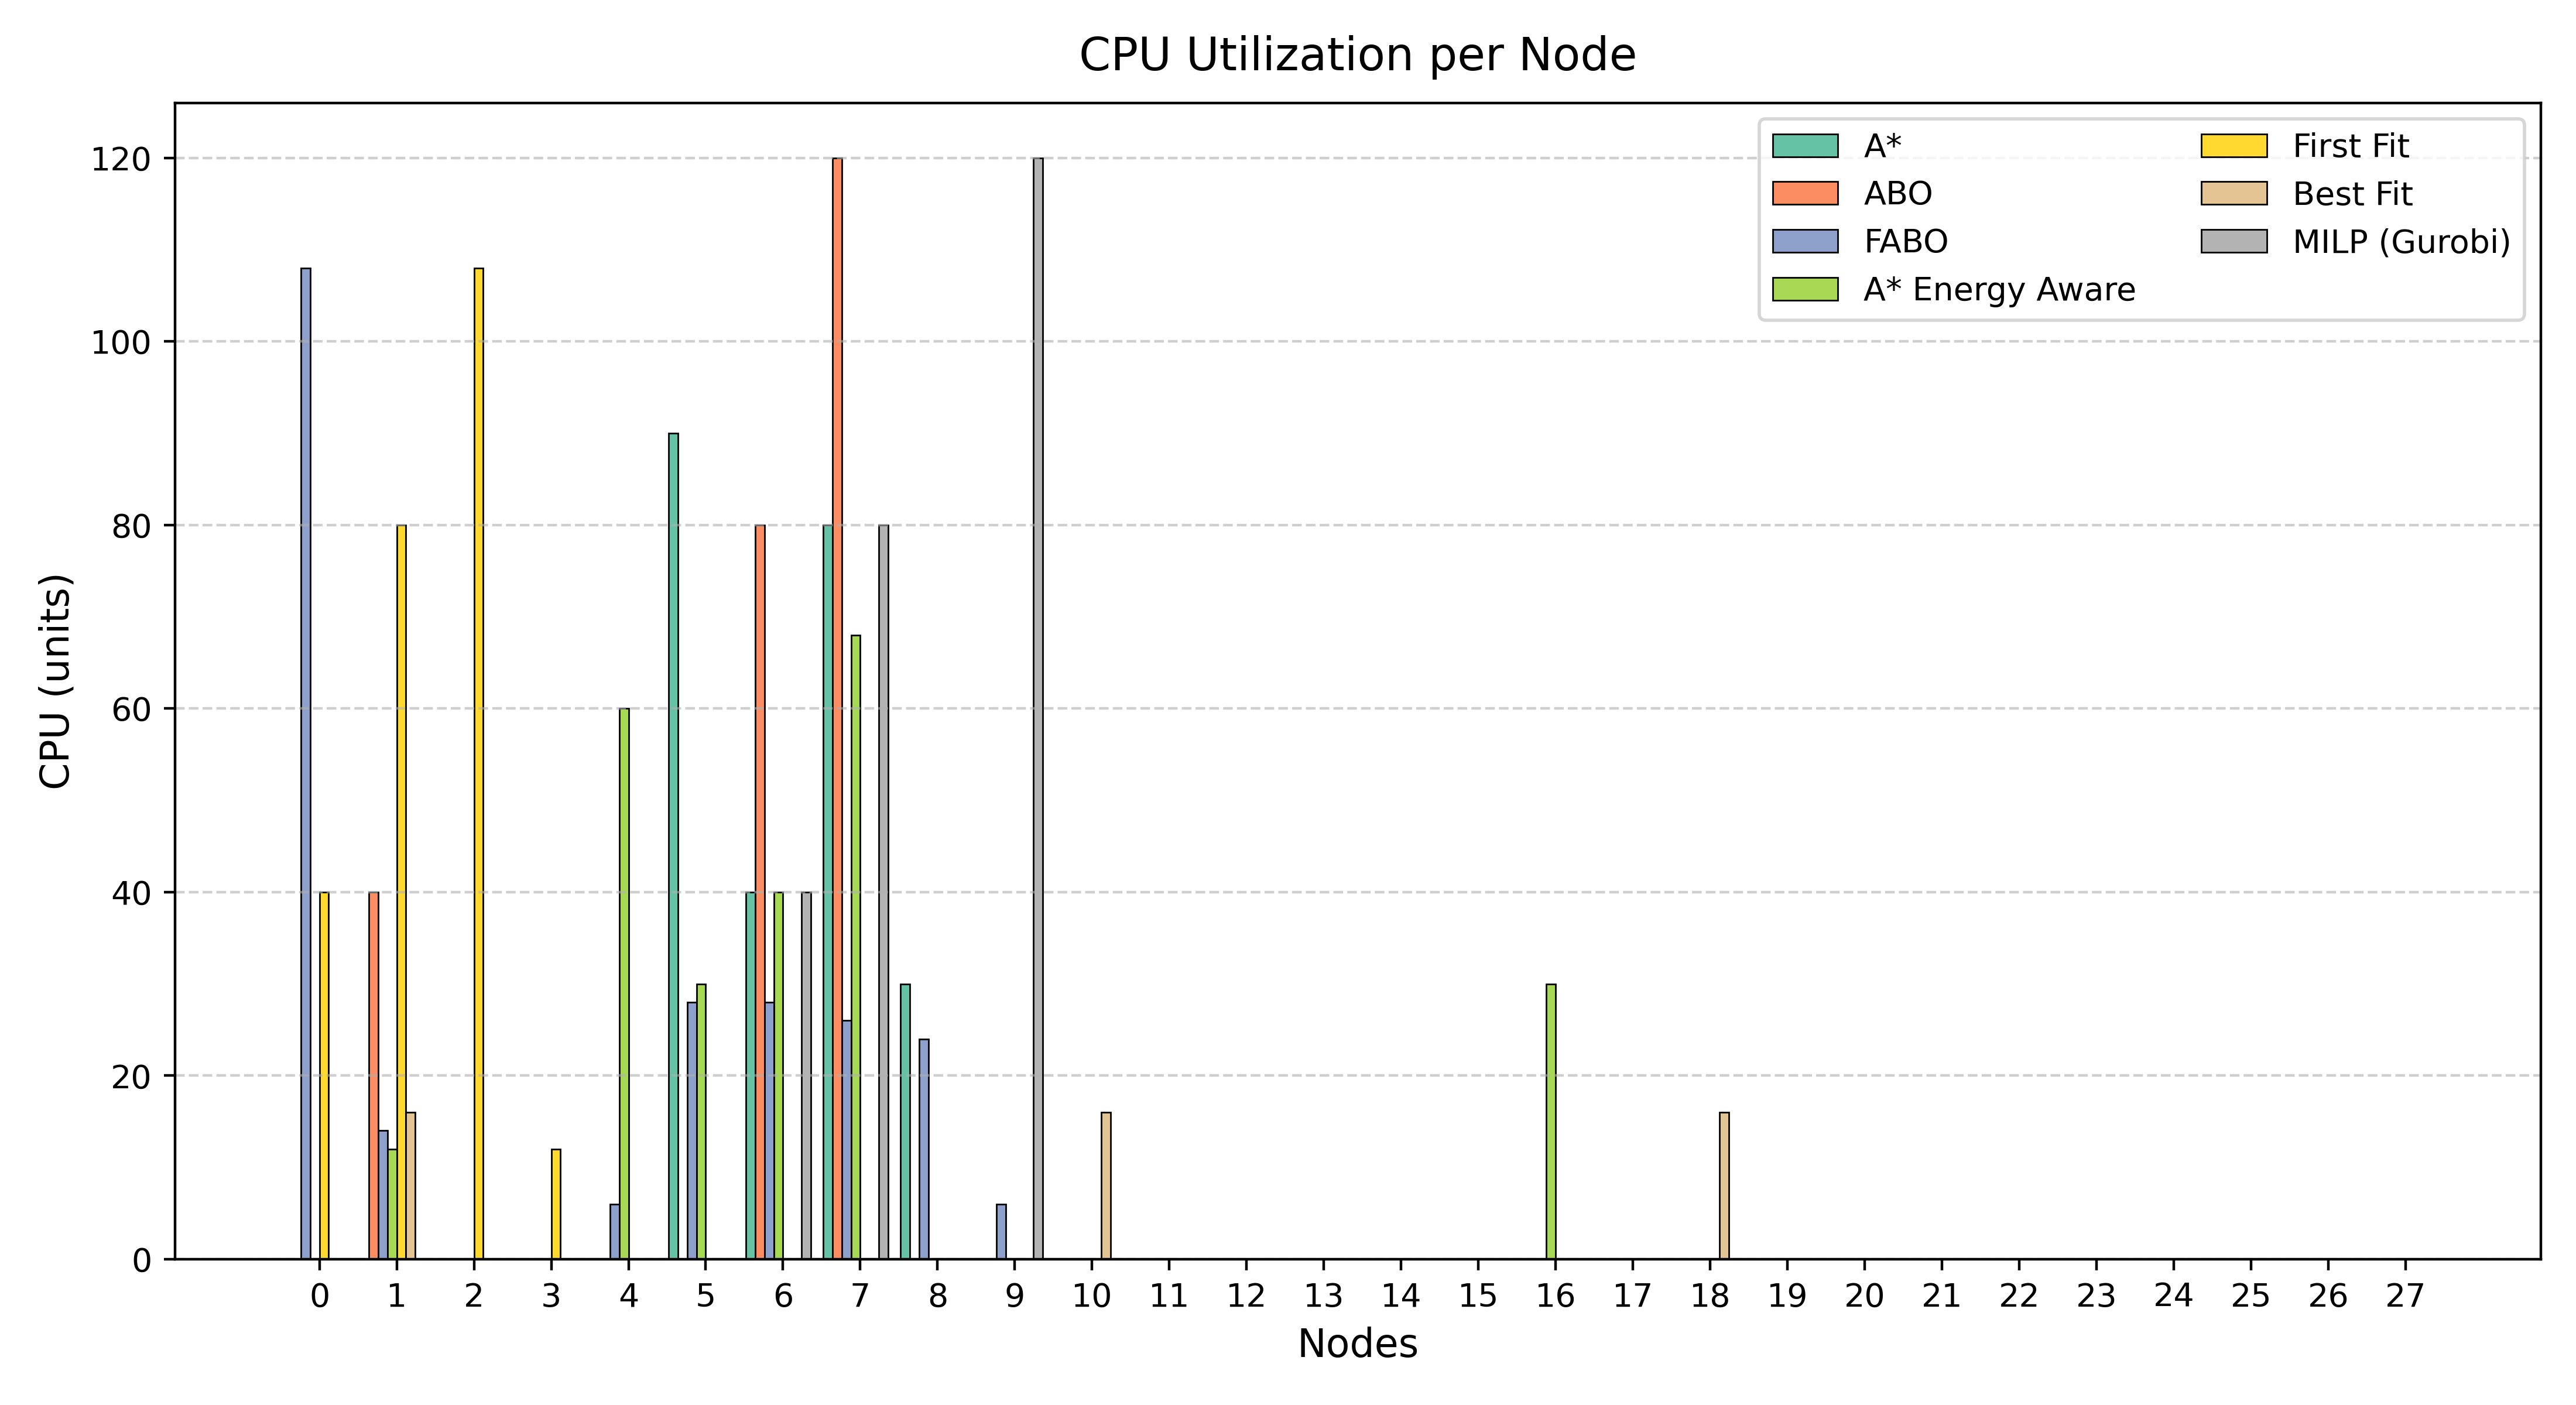 CPU Utilization per Node
CPU (units)
120
100
80
60
40
20
0
A*
ABO
FABO
A* Energy Aware
First Fit
Best Fit
MILP (Gurobi)
0 1 2 3 4 5 6 7 8 9 10 11 12 13 14 15 16 17 18 19 20 21 22 23 24 25 26 27
Nodes